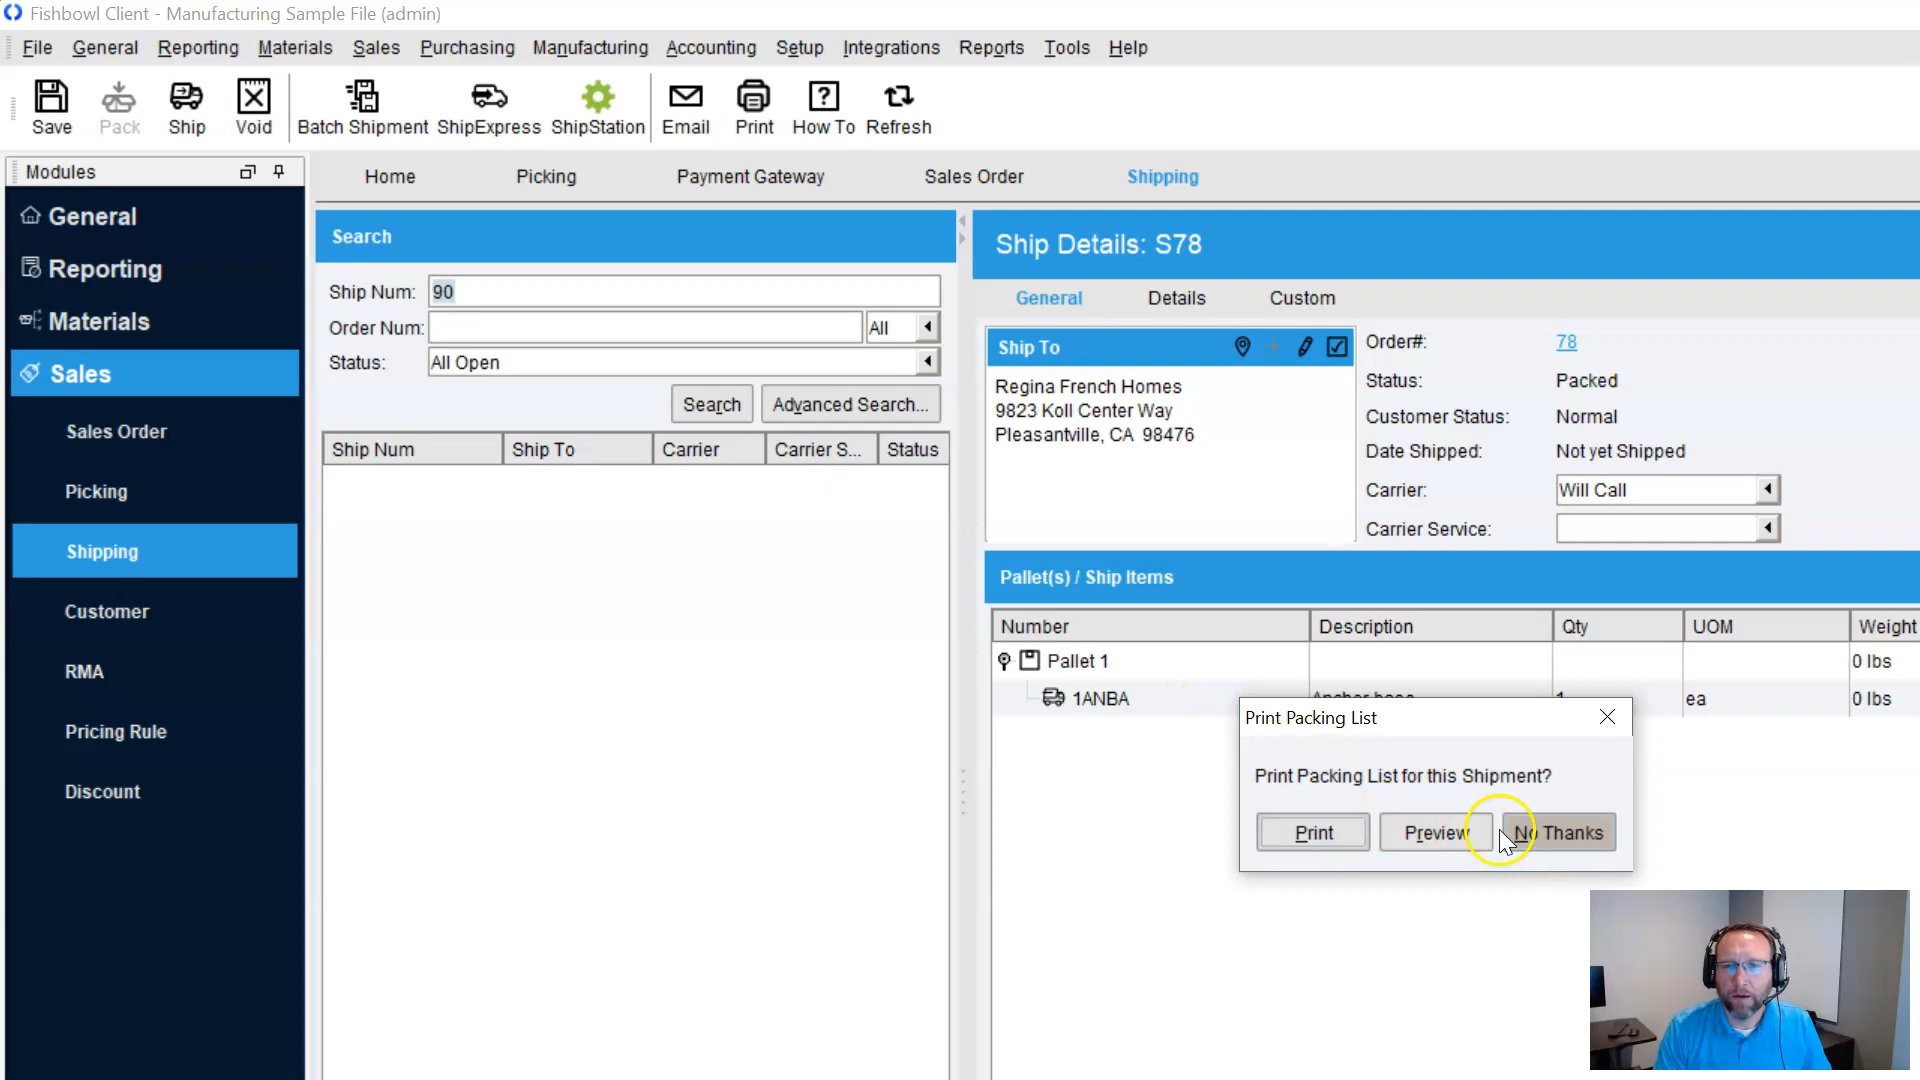 Fishbowl Client - Manufacturing Sample File (admin)
File General Reporting Materials Sales Purchasing Manufacturing Accounting Setup Integrations Reports Tools Help
Save Pack Ship Void Batch Shipment ShipExpress ShipStation Email Print How To Refresh
Modules
General
Reporting
Materials
Sales
Sales Order
Picking
Shipping
Customer
RMA
Pricing Rule
Discount
Home Picking Payment Gateway Sales Order Shipping
Search
Ship Num: 90
Order Num: All
Status: All Open
Search Advanced Search...
Ship Num Ship To Carrier Carrier S... Status
Ship Details: S78
General Details Custom
Ship To
Regina French Homes
9823 Koll Center Way
Pleasantville, CA 98476
Order#: 78
Status: Packed
Customer Status: Normal
Date Shipped: Not yet Shipped
Carrier: Will Call
Carrier Service:
Pallet(s) / Ship Items
Number Description Qty UOM Weight
Pallet 1 0 lbs
1ANBA Anchor base 1 ea 0 lbs
Print Packing List
Print Packing List for this Shipment?
Print Preview No Thanks